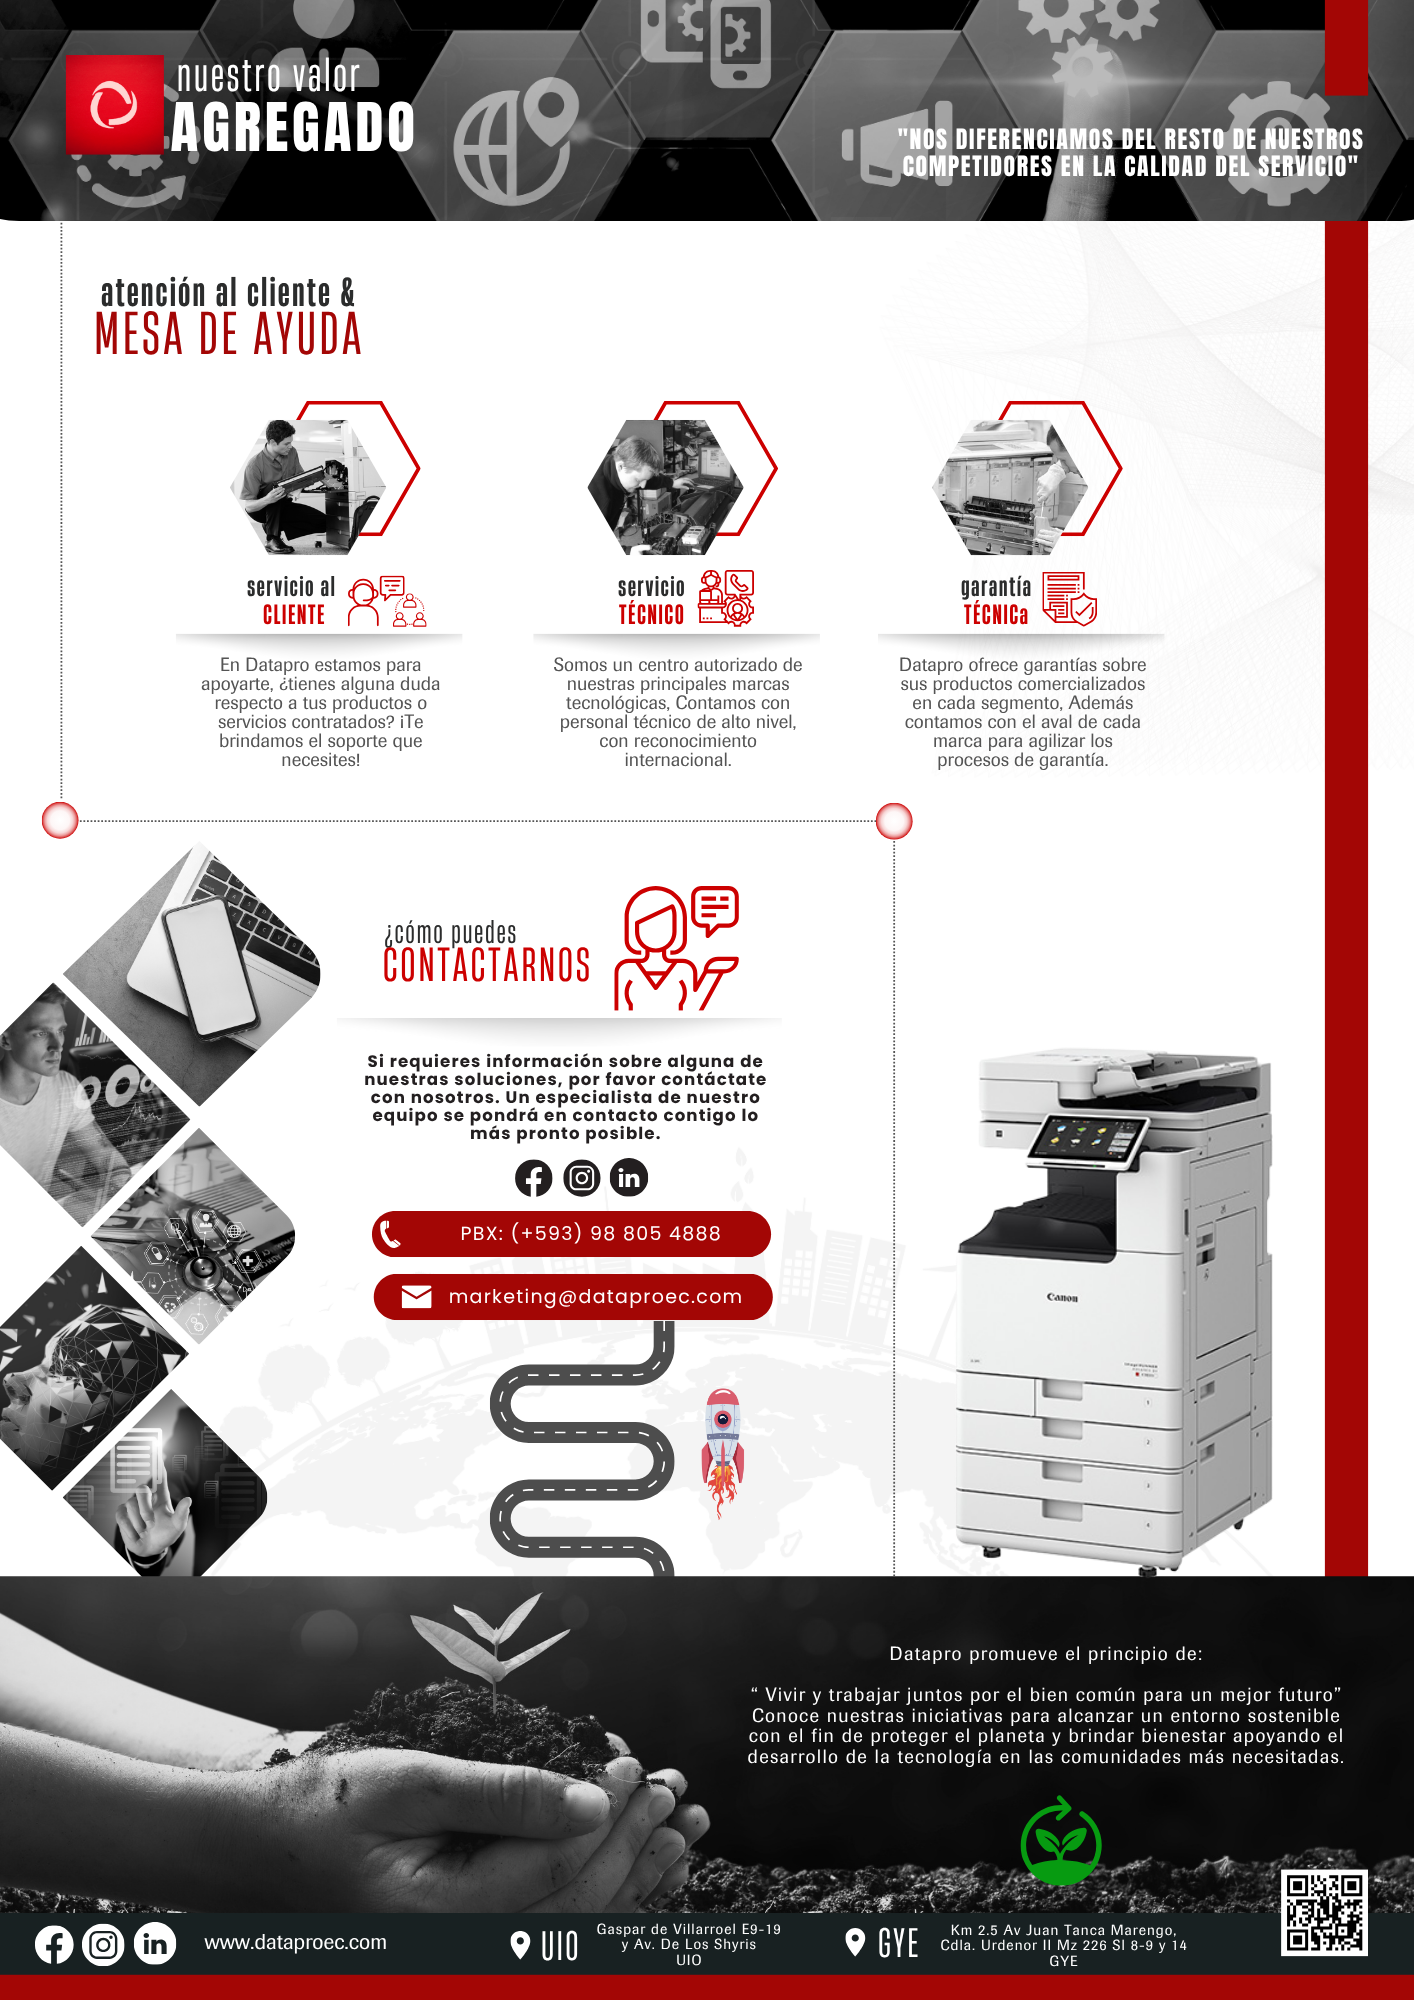 nuestro valor
AGREGADO
"NOS DIFERENCIAMOS DEL RESTO DE NUESTROS
COMPETIDORES EN LA CALIDAD DEL SERVICIO"
atención al cliente &
MESA DE AYUDA
servicio al
CLIENTE
En Datapro estamos para
apoyarte, ¿tienes alguna duda
respecto a tus productos o
servicios contratados? ¡Te
brindamos el soporte que
necesites!
servicio
TÉCNICO
Somos un centro autorizado de
nuestras principales marcas
tecnológicas, Contamos con
personal técnico de alto nivel,
con reconocimiento
internacional.
garantía
TÉCNICa
Datapro ofrece garantías sobre
sus productos comercializados
en cada segmento, Además
contamos con el aval de cada
marca para agilizar los
procesos de garantía.
¿cómo puedes
CONTACTARNOS
Si requieres información sobre alguna de
nuestras soluciones, por favor contáctate
con nosotros. Un especialista de nuestro
equipo se pondrá en contacto contigo lo
más pronto posible.
PBX: (+593) 98 805 4888
marketing@dataproec.com
Canon
Datapro promueve el principio de:
“ Vivir y trabajar juntos por el bien común para un mejor futuro”
Conoce nuestras iniciativas para alcanzar un entorno sostenible
con el fin de proteger el planeta y brindar bienestar apoyando el
desarrollo de la tecnología en las comunidades más necesitadas.
www.dataproec.com
UIO
Gaspar de Villarroel E9-19
y Av. De Los Shyris
UIO
GYE
Km 2.5 Av Juan Tanca Marengo,
Cdla. Urdenor II Mz 226 Sl 8-9 y 14
GYE